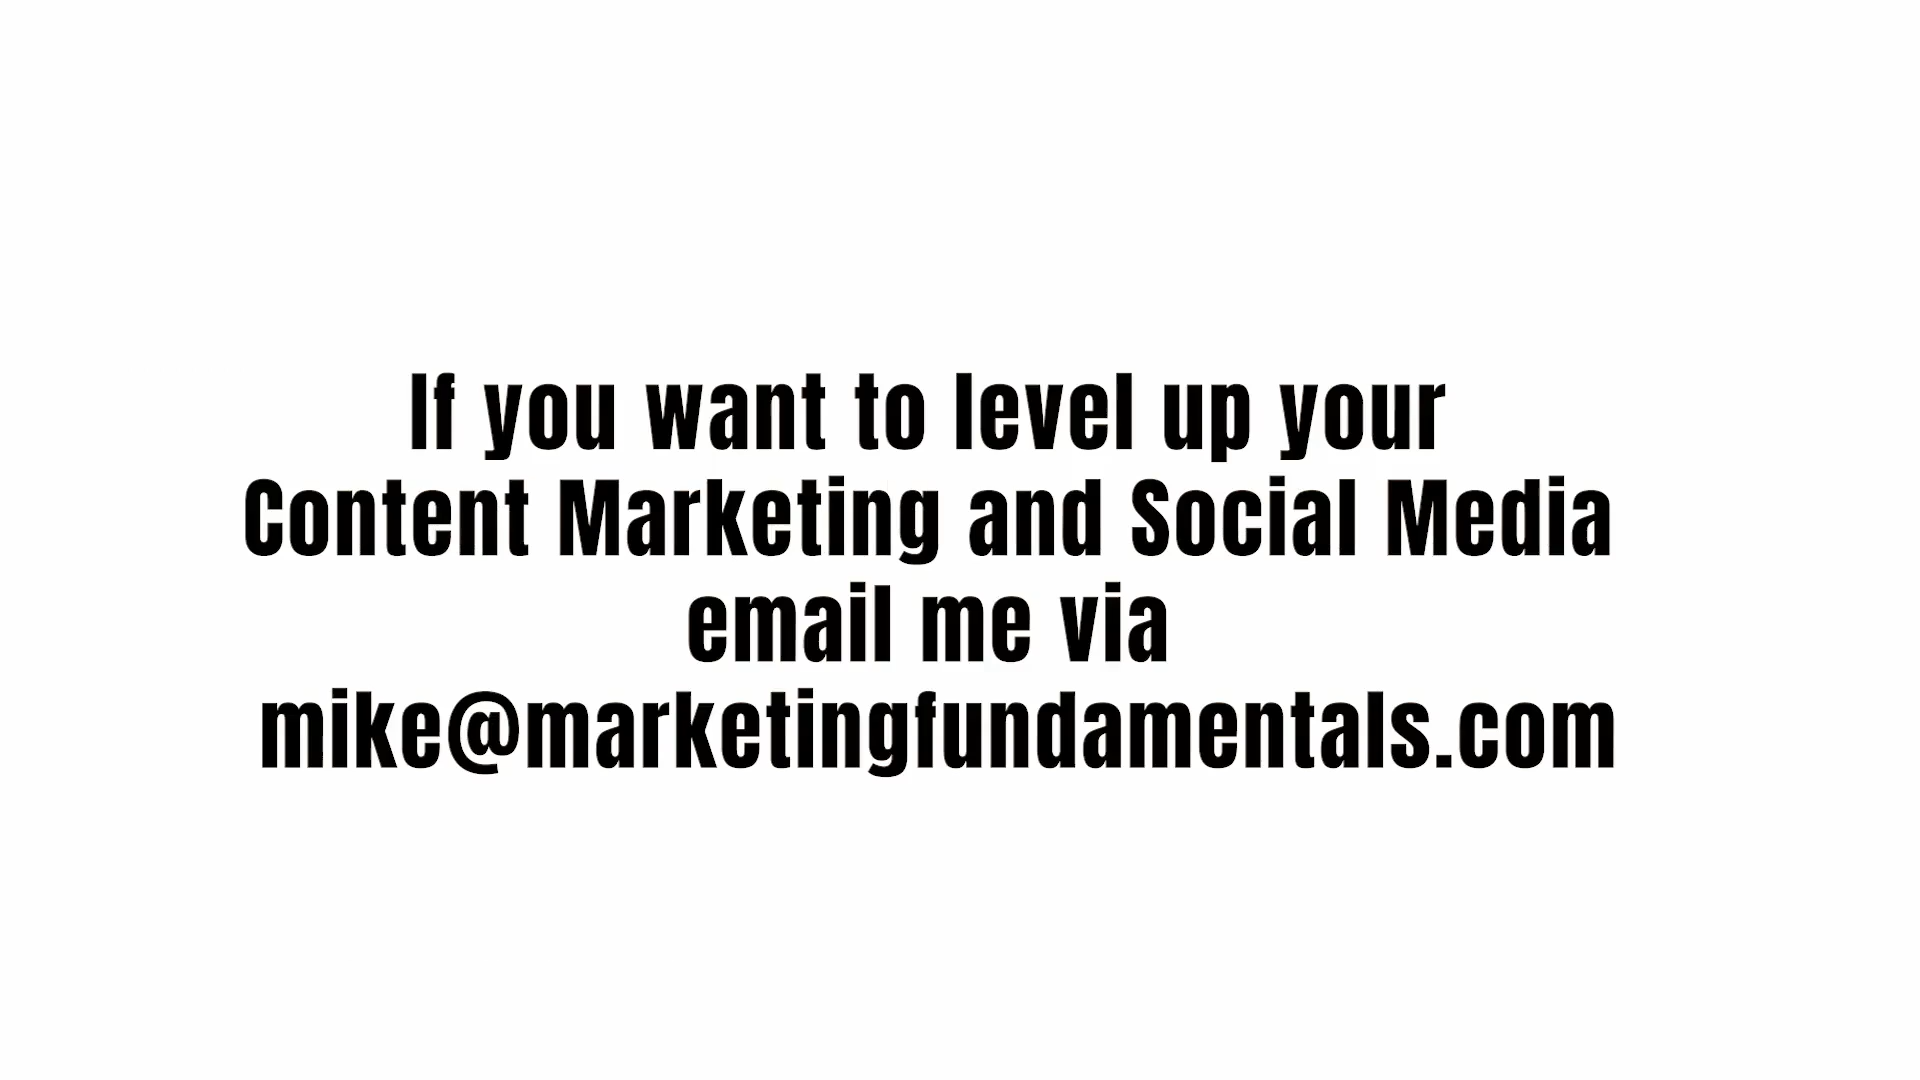 If you want to level up your
Content Marketing and Social Media
email me via
mike@marketingfundamentals.com